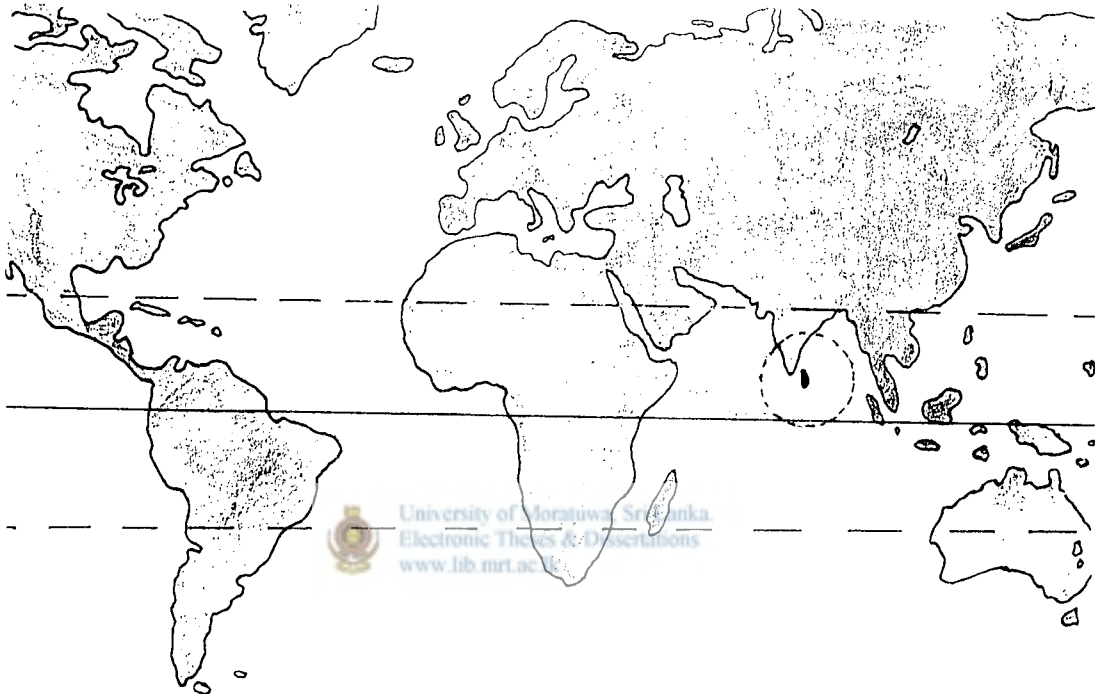 University of Moratuwa, Sri Lanka.
Electronic Theses & Dissertations
www.lib.mrt.ac.lk